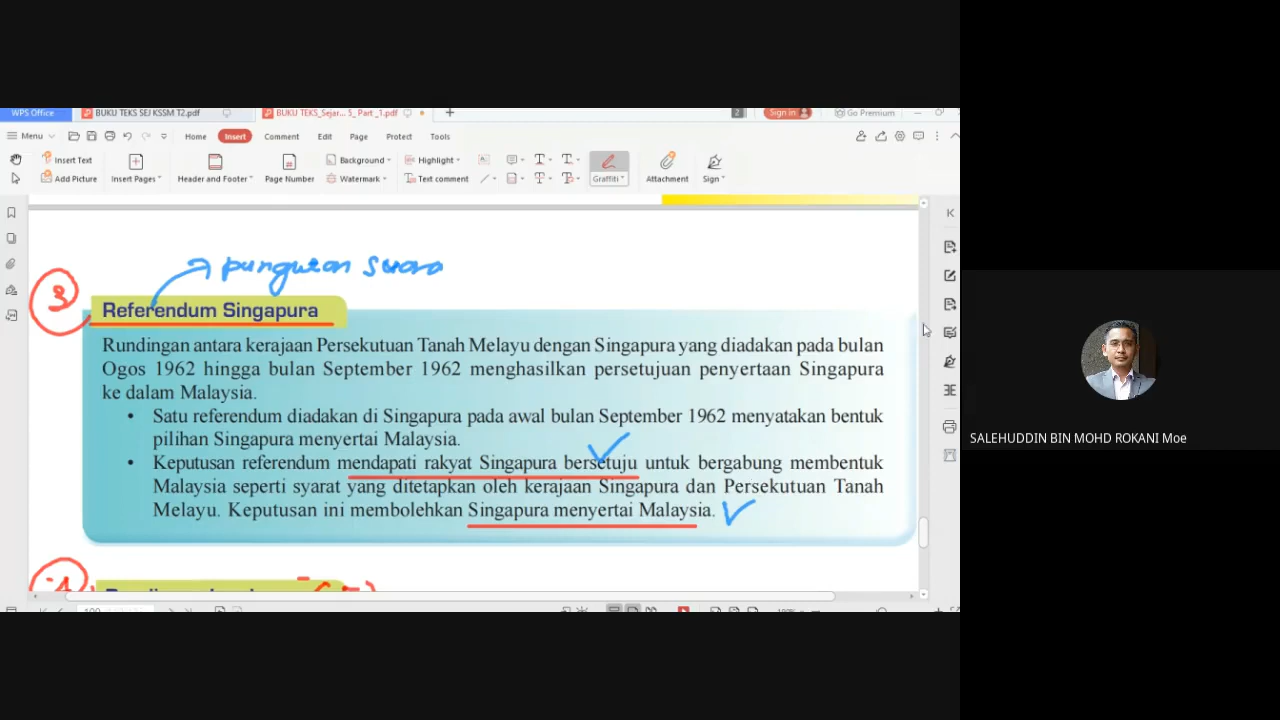 WPS Office
BUKU TEKS SEJ KSSM T2.pdf
BUKU TEKS_Sejar... 5_ Part _1.pdf
2
Sign in
Go Premium
Menu
Home
Insert
Comment
Edit
Page
Protect
Tools
Insert Text
Add Picture
Insert Pages
Header and Footer
Page Number
Background
Watermark
Highlight
Text comment
Graffiti
Attachment
Sign
pungutan suara
3
Referendum Singapura
Rundingan antara kerajaan Persekutuan Tanah Melayu dengan Singapura yang diadakan pada bulan
Ogos 1962 hingga bulan September 1962 menghasilkan persetujuan penyertaan Singapura
ke dalam Malaysia.
• Satu referendum diadakan di Singapura pada awal bulan September 1962 menyatakan bentuk
pilihan Singapura menyertai Malaysia.
• Keputusan referendum mendapati rakyat Singapura bersetuju untuk bergabung membentuk
Malaysia seperti syarat yang ditetapkan oleh kerajaan Singapura dan Persekutuan Tanah
Melayu. Keputusan ini membolehkan Singapura menyertai Malaysia.
SALEHUDDIN BIN MOHD ROKANI Moe